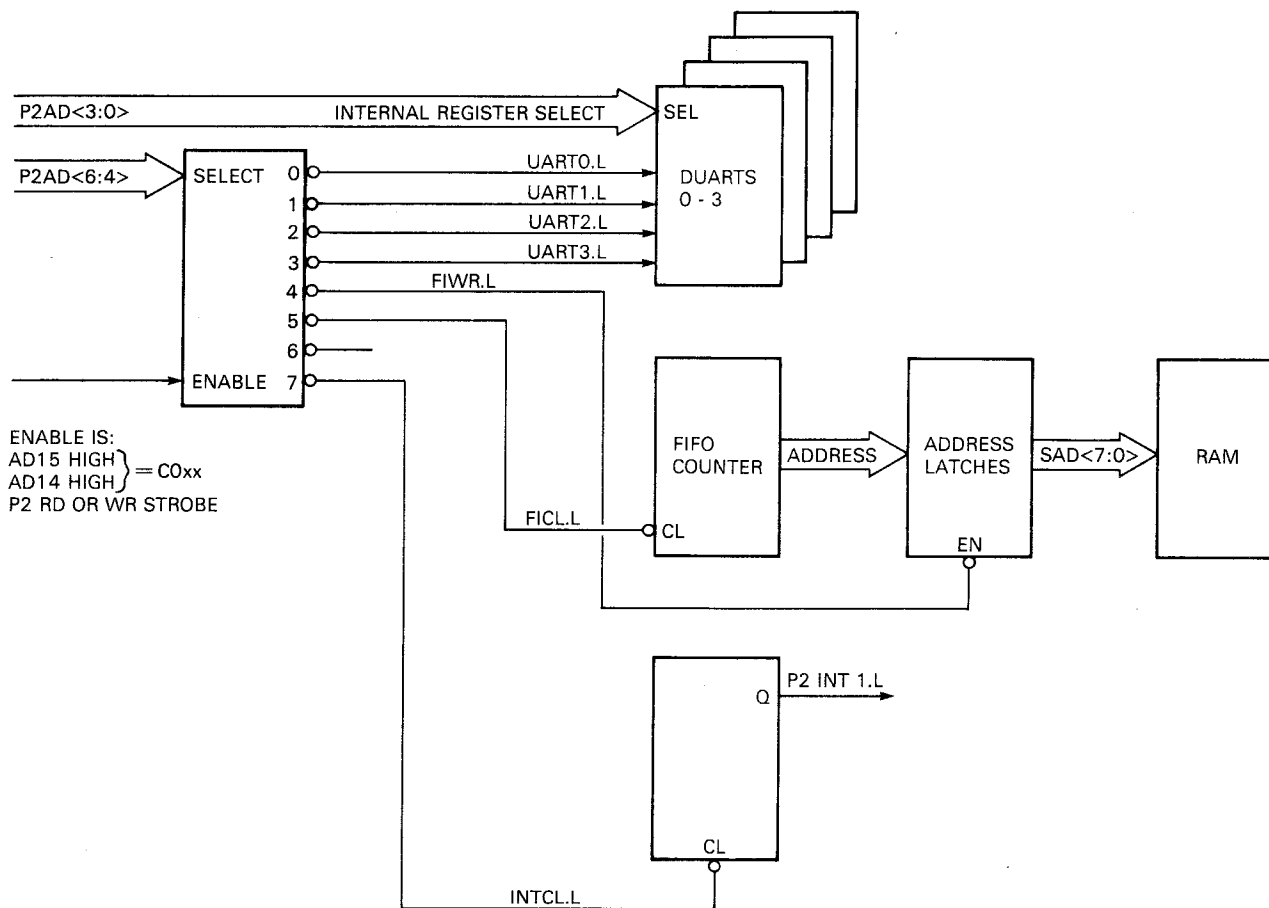 P2AD<3:0> INTERNAL REGISTER SELECT
SEL
P2AD<6:4>
SELECT
0
1
2
3
4
5
6
7
ENABLE
UART0.L
UART1.L
UART2.L
UART3.L
FIWR.L
DUARTS
0 - 3
ENABLE IS:
AD15 HIGH
AD14 HIGH } = C0xx
P2 RD OR WR STROBE
FIFO
COUNTER
CL
ADDRESS
ADDRESS
LATCHES
EN
SAD<7:0>
RAM
FICL.L
Q
P2 INT 1.L
CL
INTCL.L